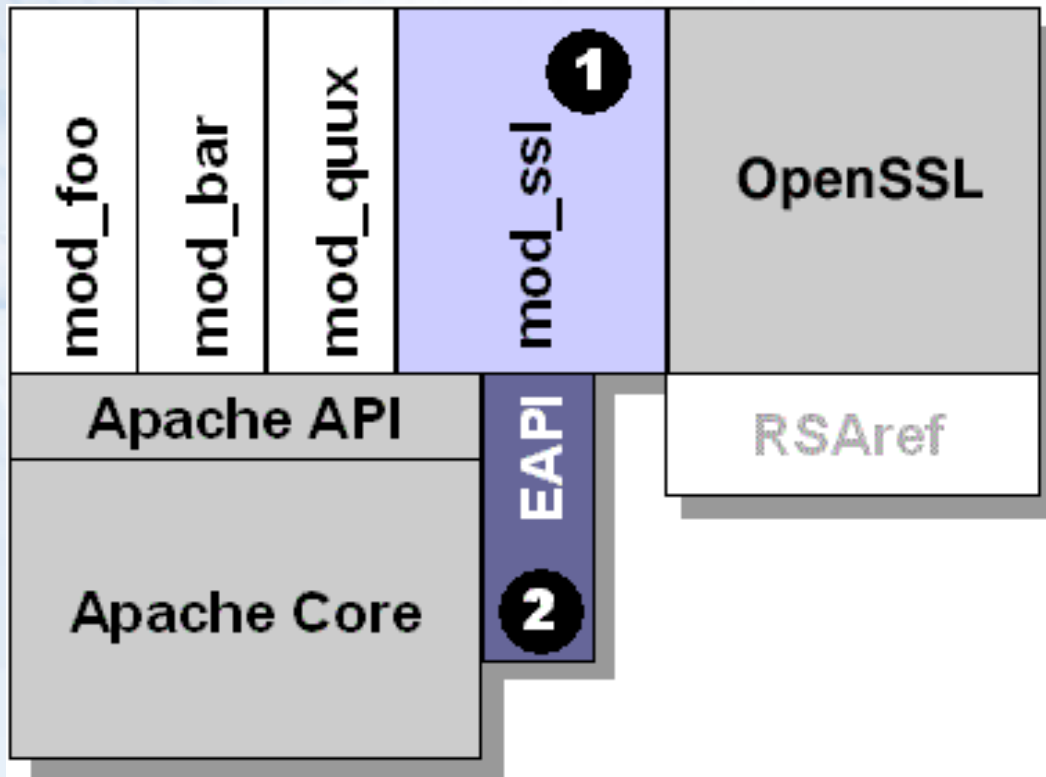 mod_foo
mod_bar
mod_quux
mod_ssl
1
OpenSSL
Apache API
EAPI
RSAref
Apache Core
2